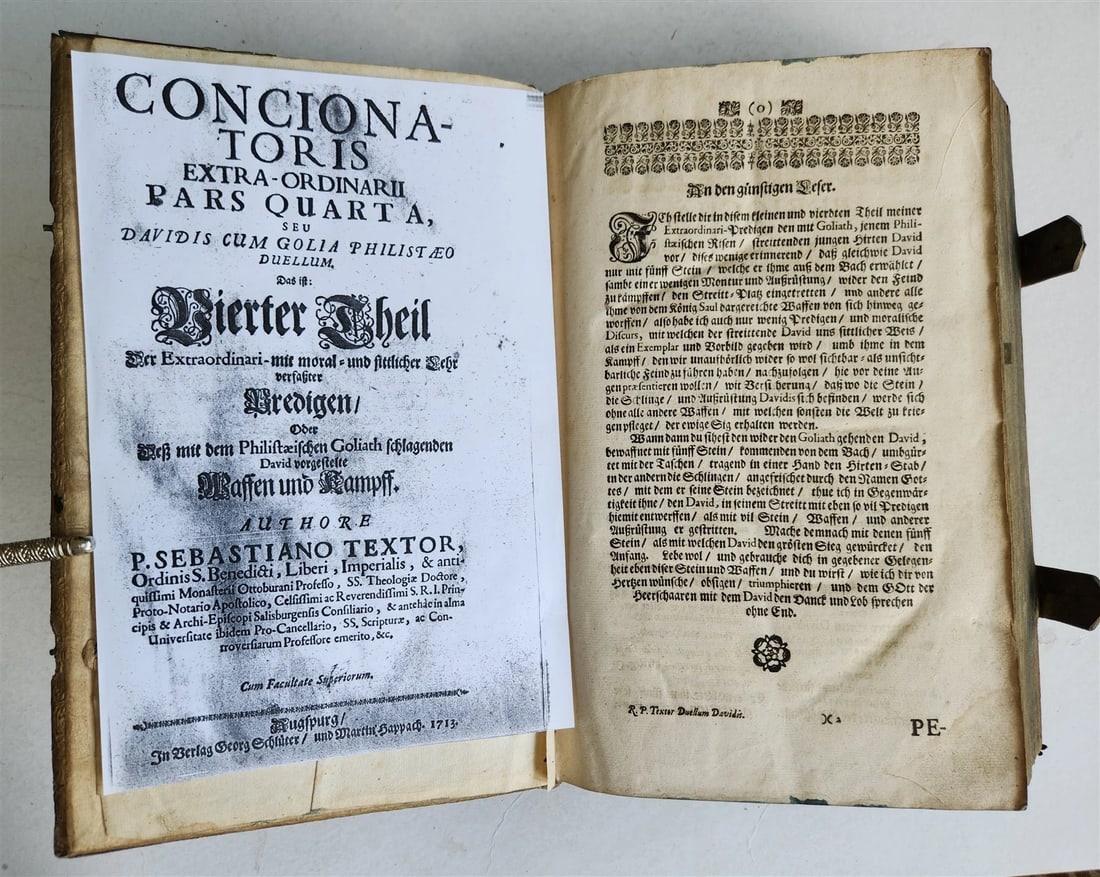 CONCIONA-
TORIS
EXTRA-ORDINARII
PARS QUARTA,
SEU
DAVIDIS CUM GOLIA PHILISTÆO
DUELLUM.
Das ist:
Vierter Theil
Der Extraordinari-mit moral- und sittlicher Lehr
verfaßter
Predigen/
Oder
Deß mit dem Philistæischen Goliath schlagenden
David vorgestelte
Waffen und Kampff.
AUTHORE
P. SEBASTIANO TEXTOR,
Ordinis S. Benedicti, Liberi, Imperialis, & anti-
quissimi Monasterii Ottoburani Professo, SS. Theologiæ Doctore,
Proto-Notario Apostolico, Celsissimi ac Reverendissimi S. R. I. Prin-
cipis & Archi-Episcopi Salisburgensis Consiliario, & antehàc in alma
Universitate ibidem Pro-Cancellario, SS. Scripturæ, ac Con-
troversiarum Professore emerito, &c.
Cum Facultate Superiorum.
Augspurg/
In Verlag Georg Schlüter/ und Martin Happach. 1713.
(o)
An den günstigen Leser.
ICh stelle dir in disem kleinen und vierdten Theil meiner
Extraordinari-Predigen den mit Goliath, jenem Phili-
stæischen Risen/ streittenden jungen Hirten David
vor/ dises wenige erinnerend/ daß gleichwie David
nur mit fünff Stein/ welche er ihme auß dem Bach erwählet/
sambt einer wenigen Montur und Außrüstung/ wider den Feind
zu kämpffen/ den Streitt-Platz eingetretten/ und andere alle
ihme von dem König Saul dargereichte Waffen von sich hinweg ge-
worffen/ also habe ich auch nur wenig Predigen/ und moralische
Discurs, mit welchen der streittende David uns sittlicher Weis/
als ein Exemplar und Vorbild gegeben wird/ umb ihme in dem
Kampff/ den wir unaufhörlich wider so wol sichtbar- als unsicht-
barliche Feind zu führen haben/ nachzufolgen/ hie vor deine Au-
gen præsentieren wollen/ mit Versicherung/ daß wo die Stein/
die Schlinge/ und Außrüstung Davidis sich befinden/ werde sich
ohne alle andere Waffen/ mit welchen sonsten die Welt zu krie-
gen pfleget/ der ewige Sig erhalten werden.
Wann dann du sihest den wider den Goliath gehenden David,
bewaffnet mit fünff Stein/ kommenden von dem Bach/ umbgür-
tet mit der Taschen/ tragend in einer Hand den Hirten-Stab/
in der andern die Schlingen/ angefrischet durch den Namen Got-
tes/ mit dem er seine Stein bezeichnet/ thue ich in Gegenwär-
tigkeit ihne/ den David, in seinem Streitt mit eben so vil Predigen
hiemit entwerffen/ als mit vil Stein/ Waffen/ und anderer
Außrüstung er gestritten. Mache demnach mit denen fünff
Stein/ als mit welchen David den grösten Sieg gewürcket/ den
Anfang. Lebe wol/ und gebrauche dich in gegebener Gelegen-
heit eben diser Stein und Waffen/ und du wirst/ wie ich dir von
Hertzen wünsche/ obsigen/ triumphieren/ und dem GOtt der
Heerschaaren mit dem David den Danck und Lob sprechen
ohne End.
R. P. Textor Duellum Davidis.
)( 2
PE-